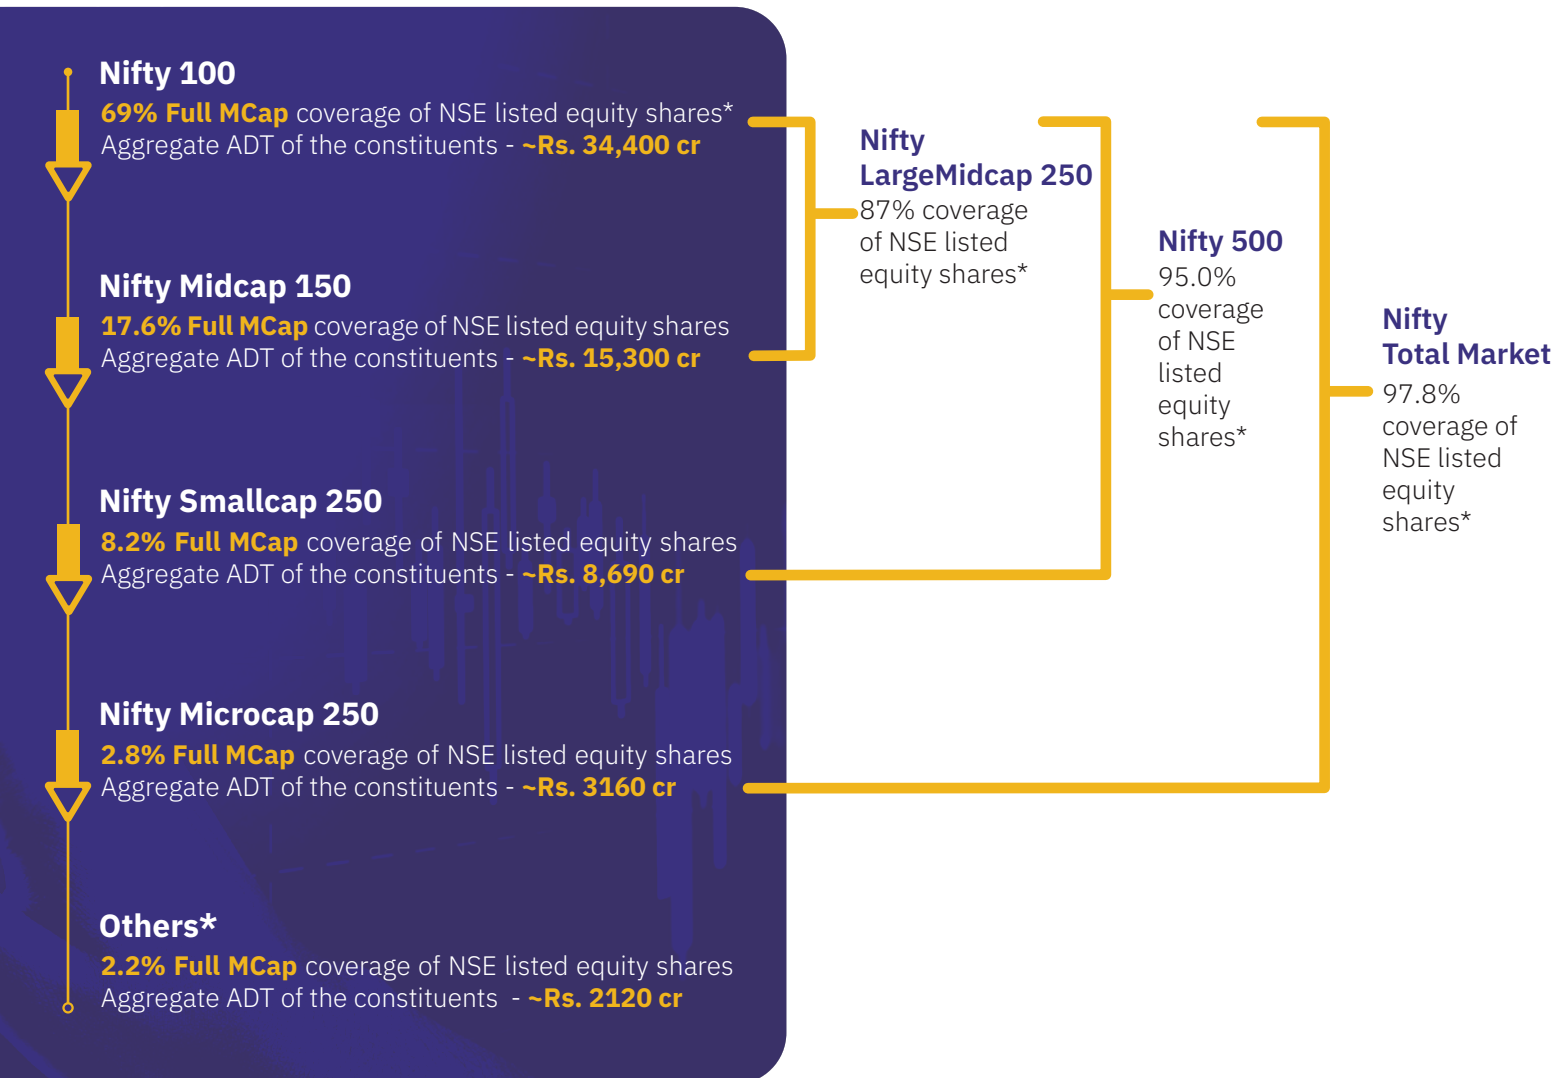 Nifty 100
69% Full MCap coverage of NSE listed equity shares*
Aggregate ADT of the constituents - ~Rs. 34,400 cr
Nifty Midcap 150
17.6% Full MCap coverage of NSE listed equity shares
Aggregate ADT of the constituents - ~Rs. 15,300 cr
Nifty Smallcap 250
8.2% Full MCap coverage of NSE listed equity shares
Aggregate ADT of the constituents - ~Rs. 8,690 cr
Nifty Microcap 250
2.8% Full MCap coverage of NSE listed equity shares
Aggregate ADT of the constituents - ~Rs. 3160 cr
Others*
2.2% Full MCap coverage of NSE listed equity shares
Aggregate ADT of the constituents - ~Rs. 2120 cr
Nifty
LargeMidcap 250
87% coverage
of NSE listed
equity shares*
Nifty 500
95.0%
coverage
of NSE
listed
equity
shares*
Nifty
Total Market
97.8%
coverage of
NSE listed
equity
shares*